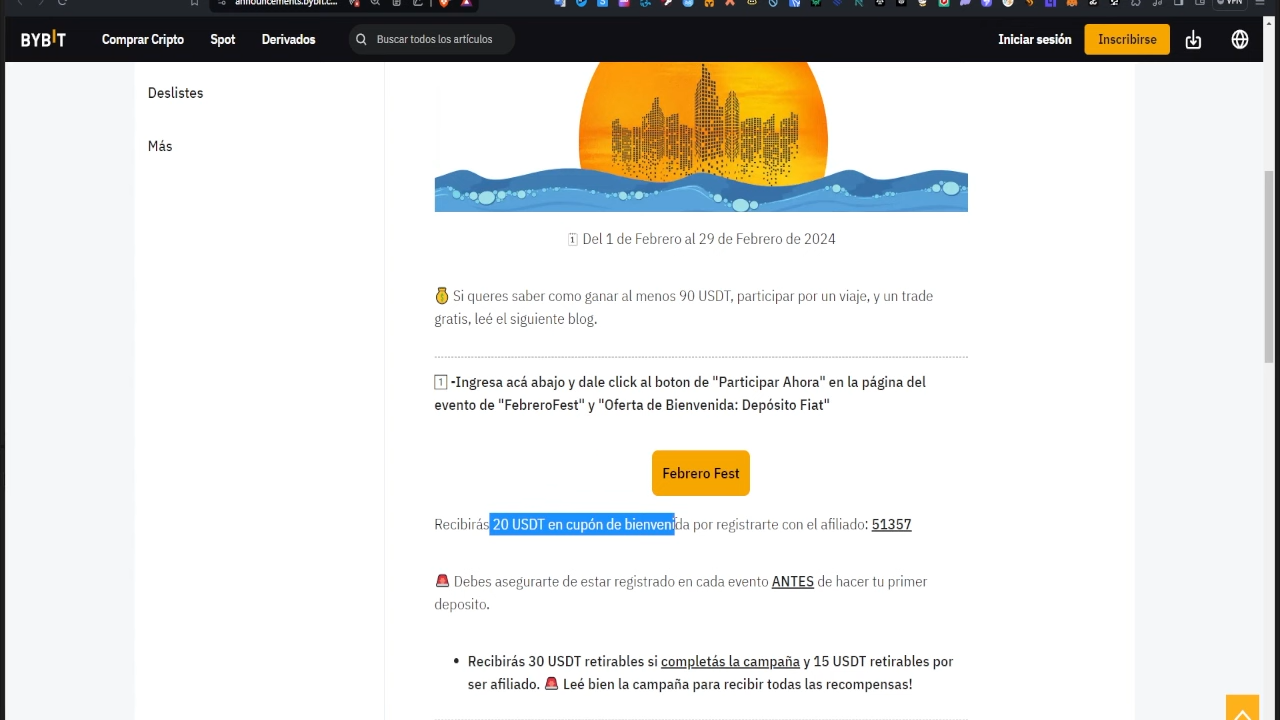 announcements.bybit.c...
VPN
BYBIT
Comprar Cripto
Spot
Derivados
Buscar todos los artículos
Iniciar sesión
Inscribirse
Deslistes
Más
1 Del 1 de Febrero al 29 de Febrero de 2024
💰 Si queres saber como ganar al menos 90 USDT, participar por un viaje, y un trade
gratis, leé el siguiente blog.
1 -Ingresa acá abajo y dale click al boton de "Participar Ahora" en la página del
evento de "FebreroFest" y "Oferta de Bienvenida: Depósito Fiat"
Febrero Fest
Recibirás 20 USDT en cupón de bienvenida por registrarte con el afiliado: 51357
🚨 Debes asegurarte de estar registrado en cada evento ANTES de hacer tu primer
deposito.
• Recibirás 30 USDT retirables si completás la campaña y 15 USDT retirables por
ser afiliado. 🚨 Leé bien la campaña para recibir todas las recompensas!